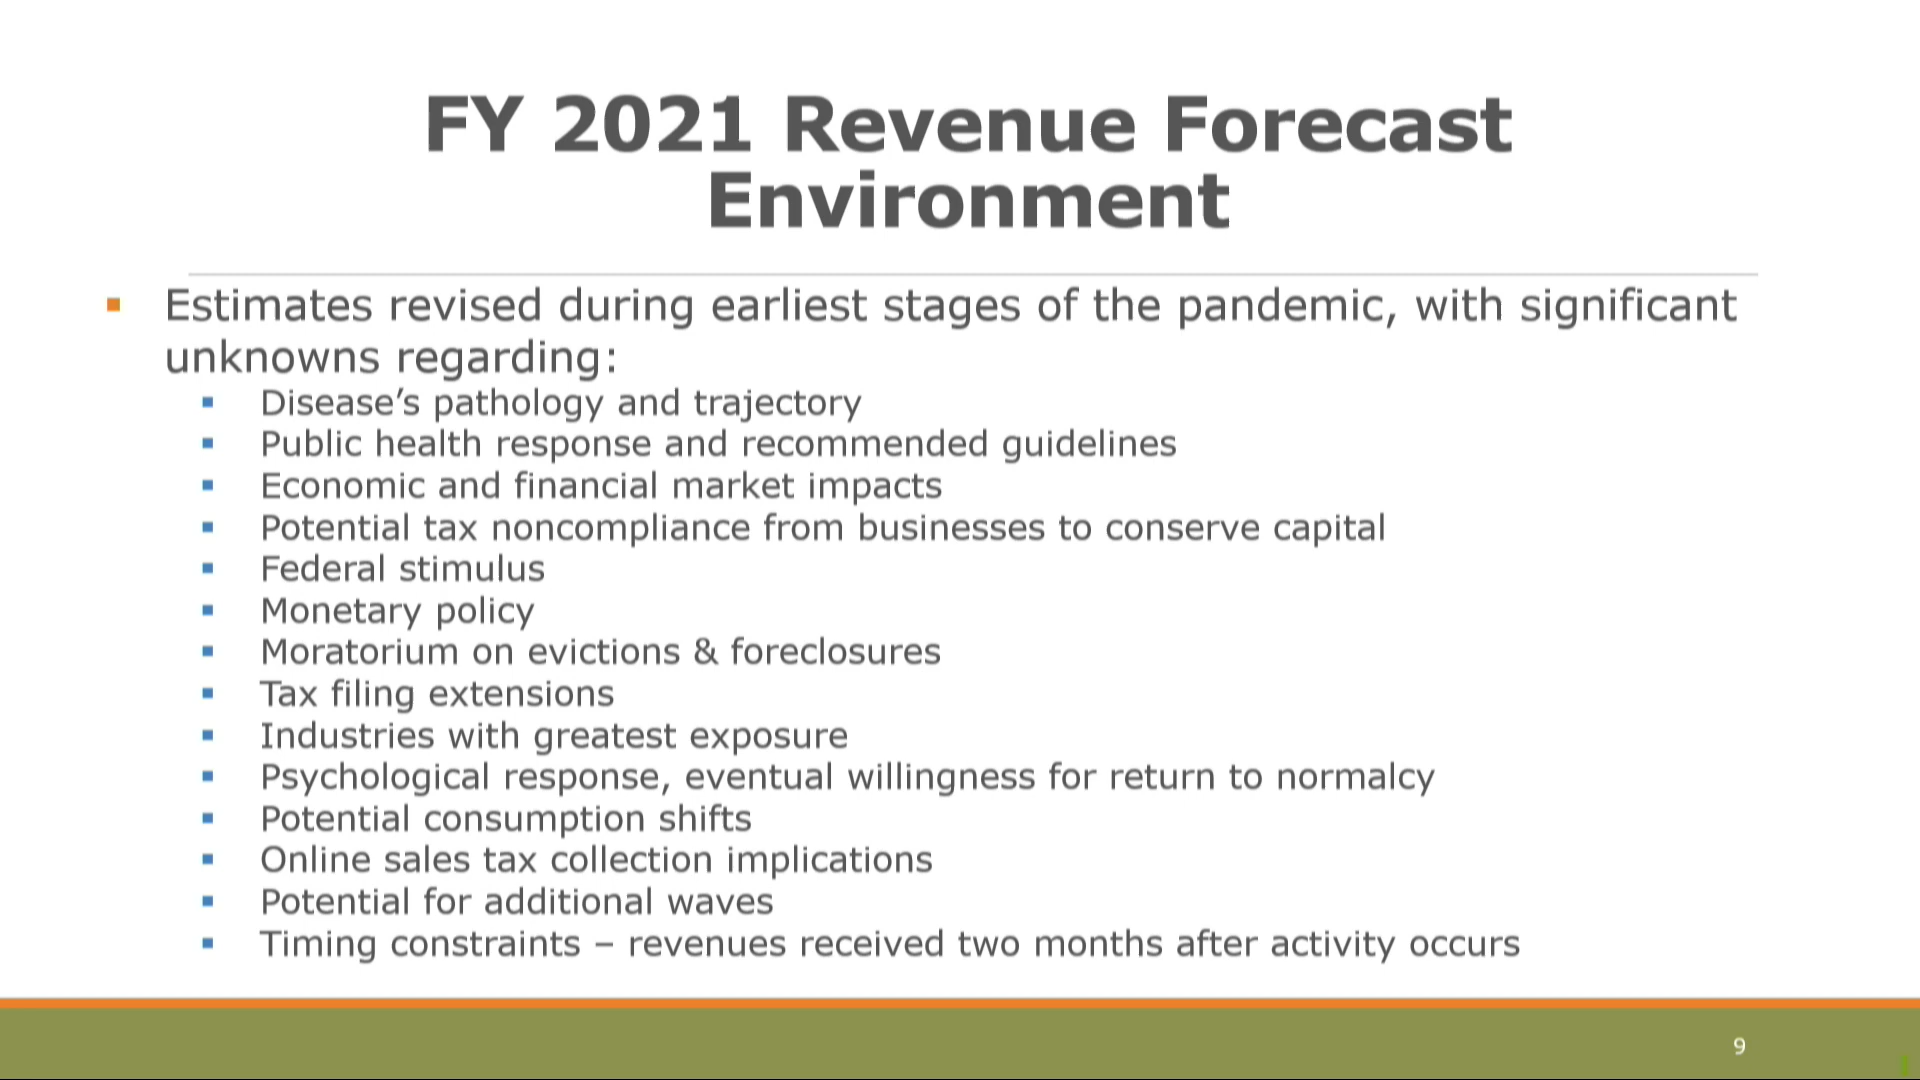 FY 2021 Revenue Forecast
Environment
Estimates revised during earliest stages of the pandemic, with significant
unknowns regarding:
Disease’s pathology and trajectory
Public health response and recommended guidelines
Economic and financial market impacts
Potential tax noncompliance from businesses to conserve capital
Federal stimulus
Monetary policy
Moratorium on evictions & foreclosures
Tax filing extensions
Industries with greatest exposure
Psychological response, eventual willingness for return to normalcy
Potential consumption shifts
Online sales tax collection implications
Potential for additional waves
Timing constraints – revenues received two months after activity occurs
9